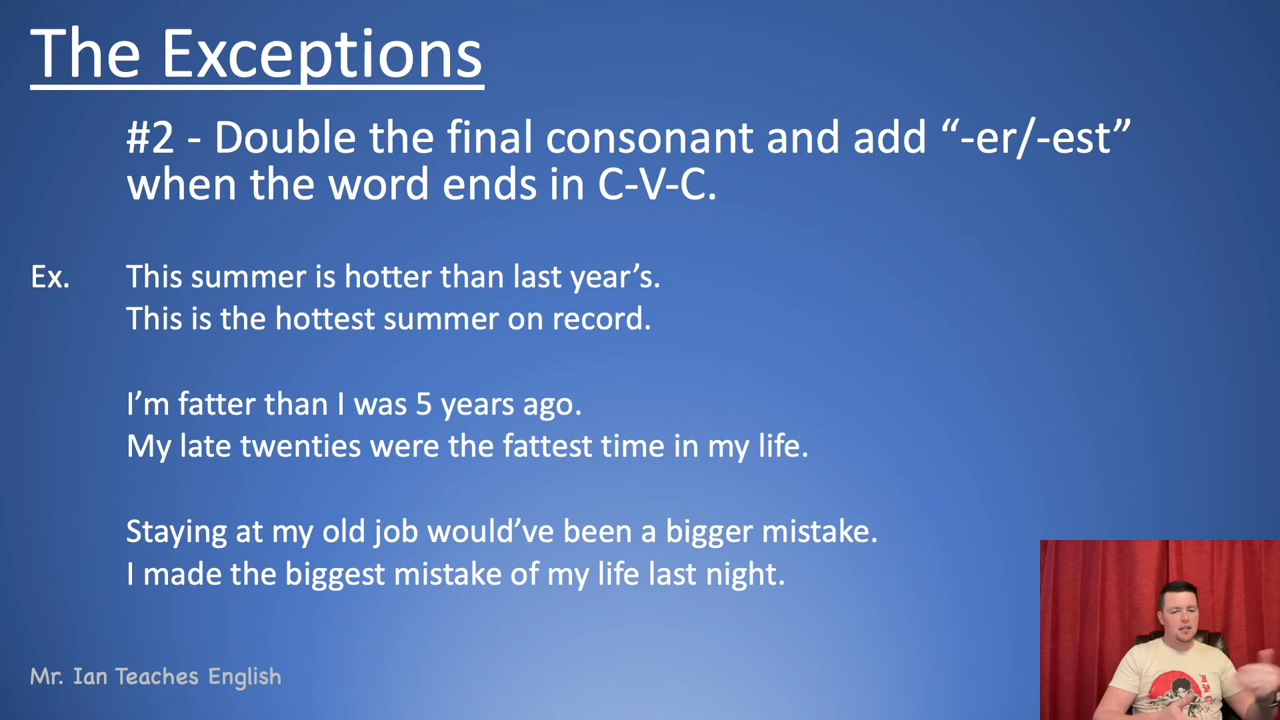 The Exceptions
#2 - Double the final consonant and add “-er/-est”
when the word ends in C-V-C.
Ex. This summer is hotter than last year’s.
This is the hottest summer on record.
I’m fatter than I was 5 years ago.
My late twenties were the fattest time in my life.
Staying at my old job would’ve been a bigger mistake.
I made the biggest mistake of my life last night.
Mr. Ian Teaches English